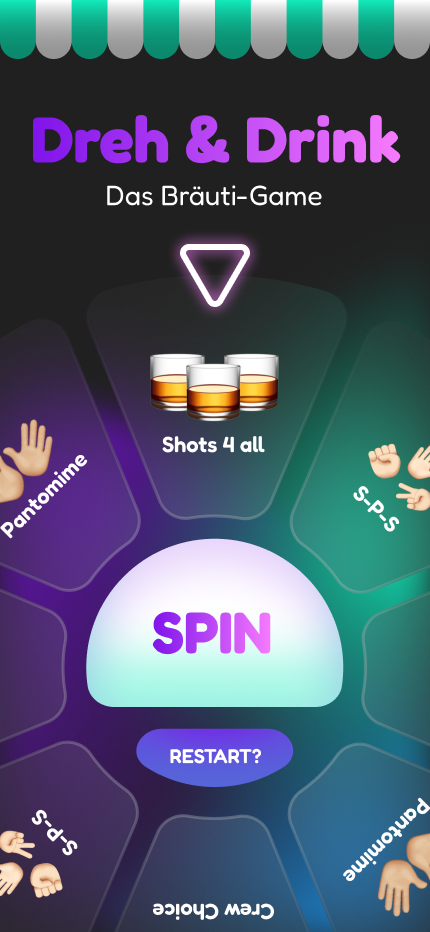 Dreh & Drink
Das Bräuti-Game
Shots 4 all
Pantomime
S-P-S
SPIN
RESTART?
S-P-S
Pantomime
Crew Choice